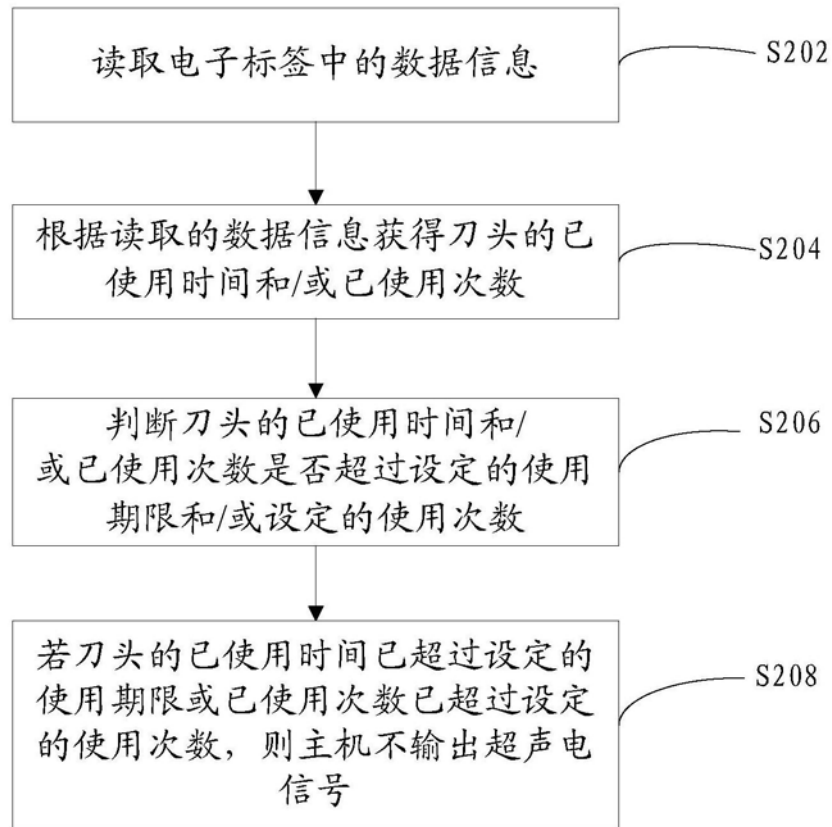 读取电子标签中的数据信息
S202
根据读取的数据信息获得刀头的已
使用时间和/或已使用次数
S204
判断刀头的已使用时间和/
或已使用次数是否超过设定的使用
期限和/或设定的使用次数
S206
若刀头的已使用时间已超过设定的
使用期限或已使用次数已超过设定
的使用次数，则主机不输出超声电
信号
S208